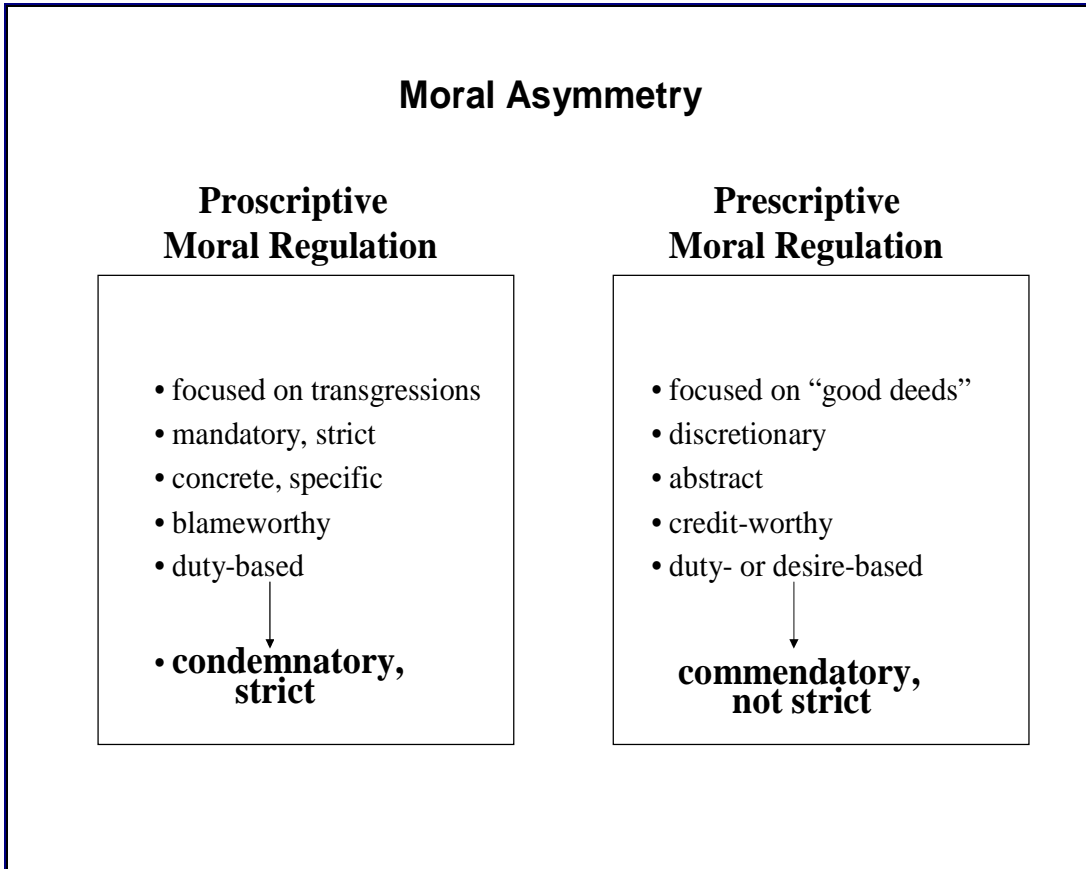 Moral Asymmetry
Proscriptive
Moral Regulation
• focused on transgressions
• mandatory, strict
• concrete, specific
• blameworthy
• duty-based
• condemnatory,
strict
Prescriptive
Moral Regulation
• focused on “good deeds”
• discretionary
• abstract
• credit-worthy
• duty- or desire-based
commendatory,
not strict